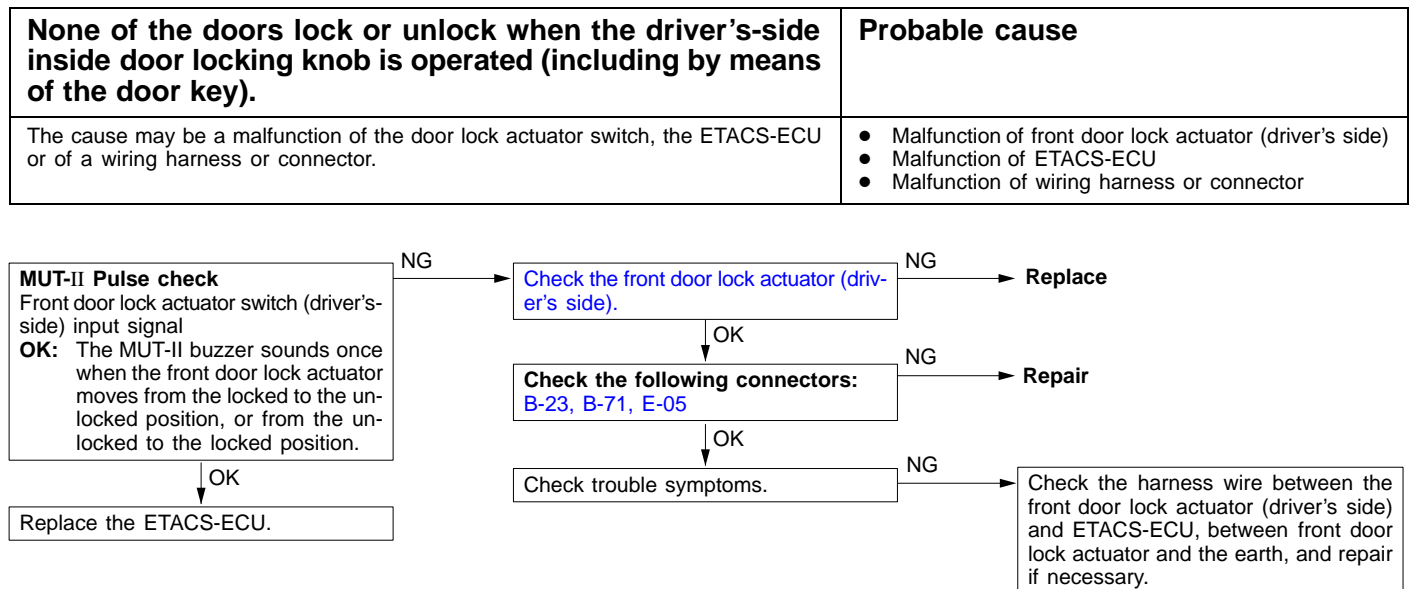 None of the doors lock or unlock when the driver's-side
inside door locking knob is operated (including by means
of the door key).
Probable cause
The cause may be a malfunction of the door lock actuator switch, the ETACS-ECU
or of a wiring harness or connector.
● Malfunction of front door lock actuator (driver's side)
● Malfunction of ETACS-ECU
● Malfunction of wiring harness or connector
MUT-II Pulse check
Front door lock actuator switch (driver's-
side) input signal
OK: The MUT-II buzzer sounds once
when the front door lock actuator
moves from the locked to the un-
locked position, or from the un-
locked to the locked position.
NG
Check the front door lock actuator (driv-
er's side).
NG
Replace
OK
Check the following connectors:
B-23, B-71, E-05
NG
Repair
OK
Replace the ETACS-ECU.
OK
Check trouble symptoms.
NG
Check the harness wire between the
front door lock actuator (driver's side)
and ETACS-ECU, between front door
lock actuator and the earth, and repair
if necessary.